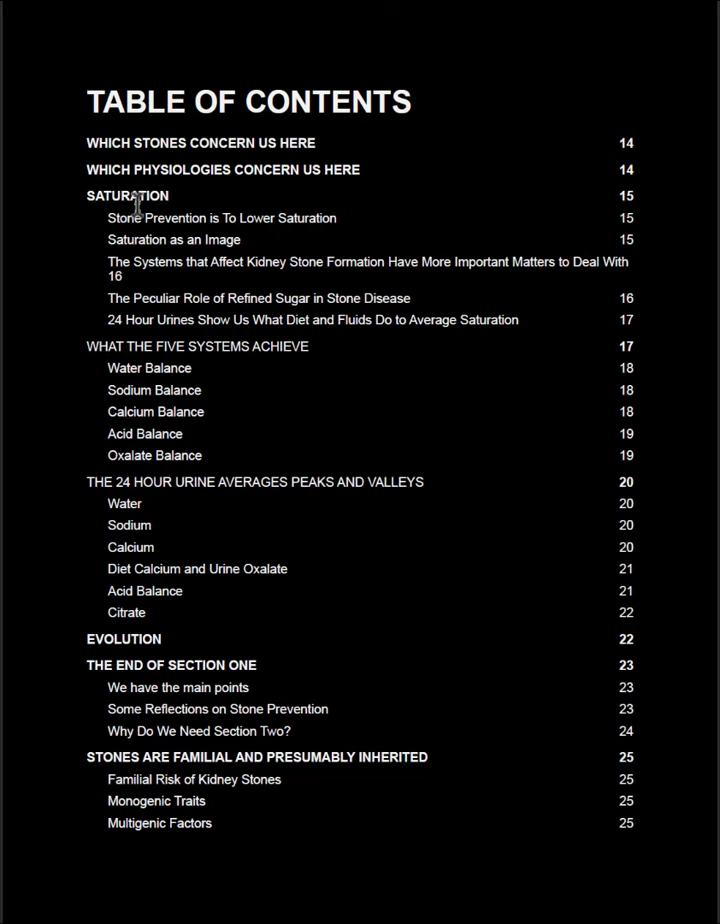 TABLE OF CONTENTS
WHICH STONES CONCERN US HERE 14
WHICH PHYSIOLOGIES CONCERN US HERE 14
SATURATION 15
Stone Prevention is To Lower Saturation 15
Saturation as an Image 15
The Systems that Affect Kidney Stone Formation Have More Important Matters to Deal With
16
The Peculiar Role of Refined Sugar in Stone Disease 16
24 Hour Urines Show Us What Diet and Fluids Do to Average Saturation 17
WHAT THE FIVE SYSTEMS ACHIEVE 17
Water Balance 18
Sodium Balance 18
Calcium Balance 18
Acid Balance 19
Oxalate Balance 19
THE 24 HOUR URINE AVERAGES PEAKS AND VALLEYS 20
Water 20
Sodium 20
Calcium 20
Diet Calcium and Urine Oxalate 21
Acid Balance 21
Citrate 22
EVOLUTION 22
THE END OF SECTION ONE 23
We have the main points 23
Some Reflections on Stone Prevention 23
Why Do We Need Section Two? 24
STONES ARE FAMILIAL AND PRESUMABLY INHERITED 25
Familial Risk of Kidney Stones 25
Monogenic Traits 25
Multigenic Factors 25